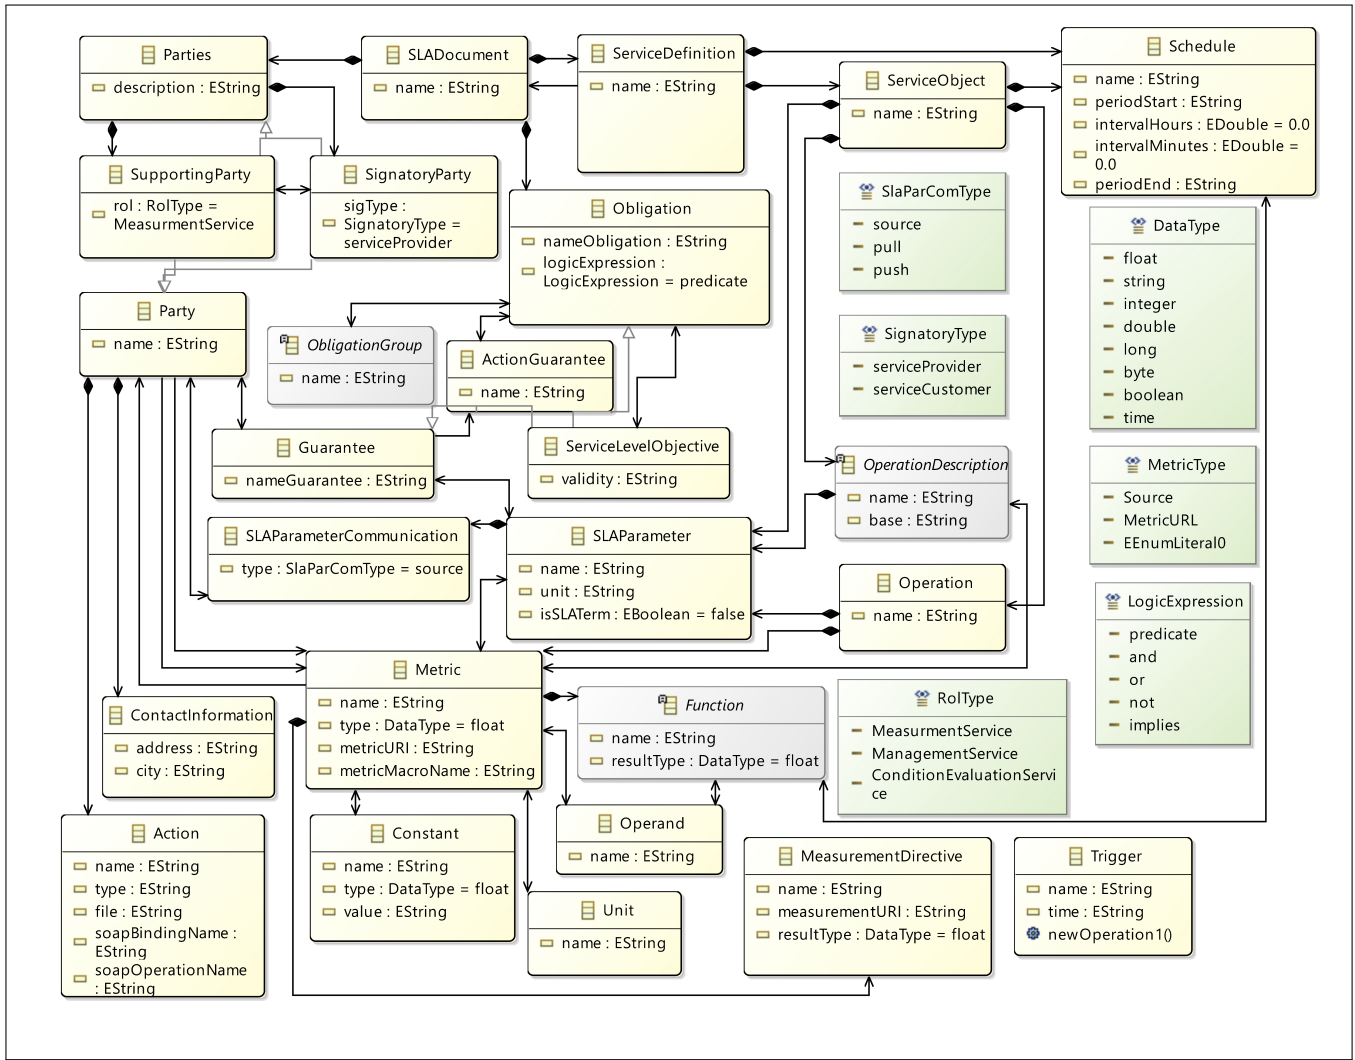 Parties
description : EString
SLADocument
name : EString
ServiceDefinition
name : EString
ServiceObject
name : EString
Schedule
name : EString
periodStart : EString
intervalHours : EDouble = 0.0
intervalMinutes : EDouble =
0.0
periodEnd : EString
SupportingParty
rol : RolType =
MeasurmentService
SignatoryParty
sigType :
SignatoryType =
serviceProvider
Obligation
nameObligation : EString
logicExpression :
LogicExpression = predicate
SlaParComType
source
pull
push
DataType
float
string
integer
double
long
byte
boolean
time
Party
name : EString
ObligationGroup
name : EString
ActionGuarantee
name : EString
SignatoryType
serviceProvider
serviceCustomer
Guarantee
nameGuarantee : EString
ServiceLevelObjective
validity : EString
OperationDescription
name : EString
base : EString
MetricType
Source
MetricURL
EEnumLiteral0
SLAParameterCommunication
type : SlaParComType = source
SLAParameter
name : EString
unit : EString
isSLATerm : EBoolean = false
Operation
name : EString
LogicExpression
predicate
and
or
not
implies
Metric
name : EString
type : DataType = float
metricURI : EString
metricMacroName : EString
ContactInformation
address : EString
city : EString
Function
name : EString
resultType : DataType = float
RolType
MeasurmentService
ManagementService
ConditionEvaluationServi
ce
Action
name : EString
type : EString
file : EString
soapBindingName :
EString
soapOperationName
: EString
Constant
name : EString
type : DataType = float
value : EString
Operand
name : EString
Unit
name : EString
MeasurementDirective
name : EString
measurementURI : EString
resultType : DataType = float
Trigger
name : EString
time : EString
newOperation1()